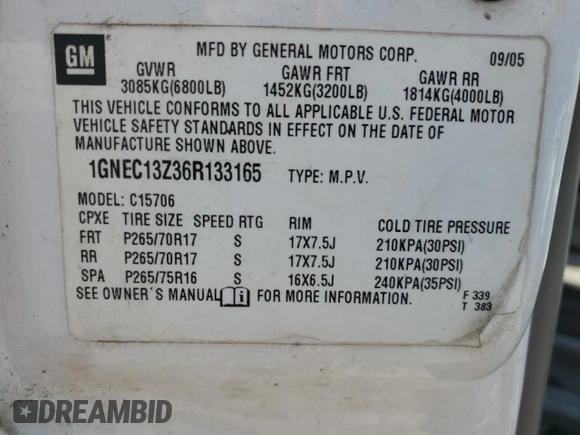 GM MFD BY GENERAL MOTORS CORP. 09/05
GVWR GAWR FRT GAWR RR
3085KG(6800LB) 1452KG(3200LB) 1814KG(4000LB)
THIS VEHICLE CONFORMS TO ALL APPLICABLE U.S. FEDERAL MOTOR
VEHICLE SAFETY STANDARDS IN EFFECT ON THE DATE OF
MANUFACTURE SHOWN ABOVE.
1GNEC13Z36R133165 TYPE: M.P.V.
MODEL: C15706
CPXE TIRE SIZE SPEED RTG RIM COLD TIRE PRESSURE
FRT P265/70R17 S 17X7.5J 210KPA(30PSI)
RR P265/70R17 S 17X7.5J 210KPA(30PSI)
SPA P265/75R16 S 16X6.5J 240KPA(35PSI)
SEE OWNER'S MANUAL i FOR MORE INFORMATION. F 339
T 383
DREAMBID